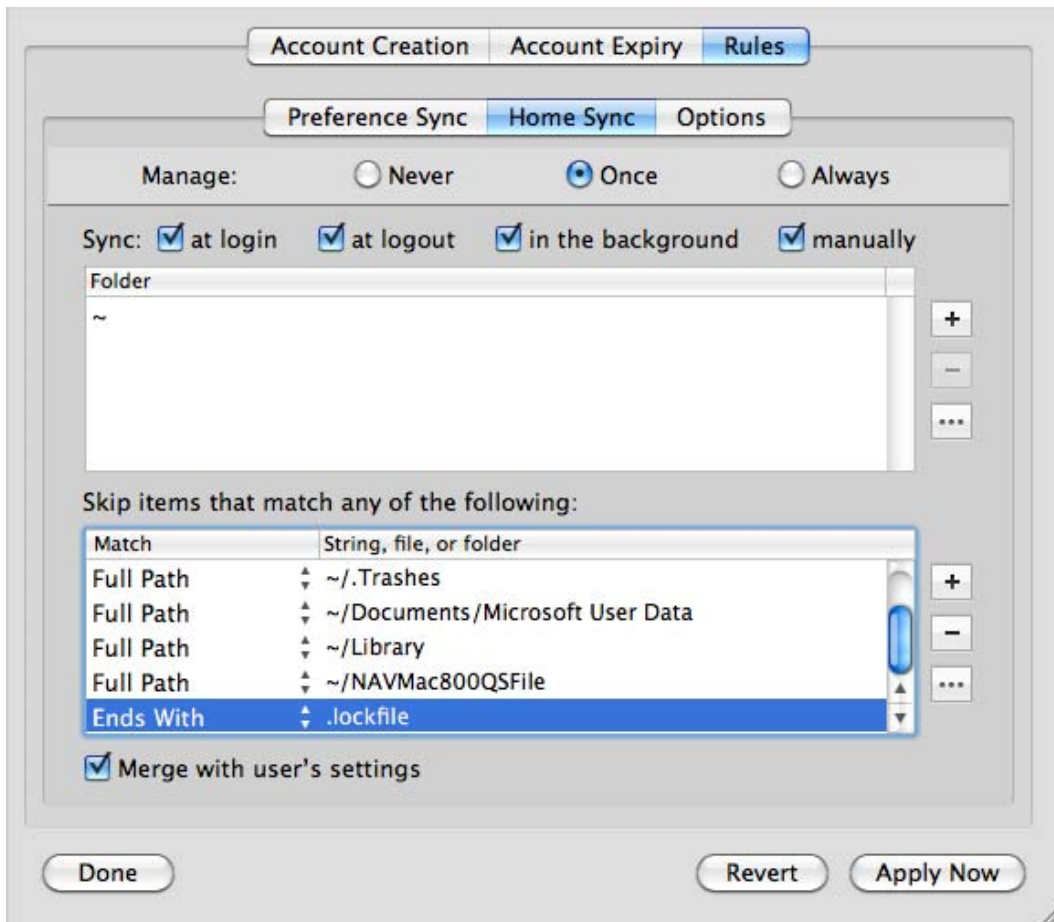 Account Creation Account Expiry Rules
Preference Sync Home Sync Options
Manage: Never Once Always
Sync: at login at logout in the background manually
Folder
~
Skip items that match any of the following:
Match String, file, or folder
Full Path ~/.Trashes
Full Path ~/Documents/Microsoft User Data
Full Path ~/Library
Full Path ~/NAVMac800QSFile
Ends With .lockfile
Merge with user's settings
Done Revert Apply Now